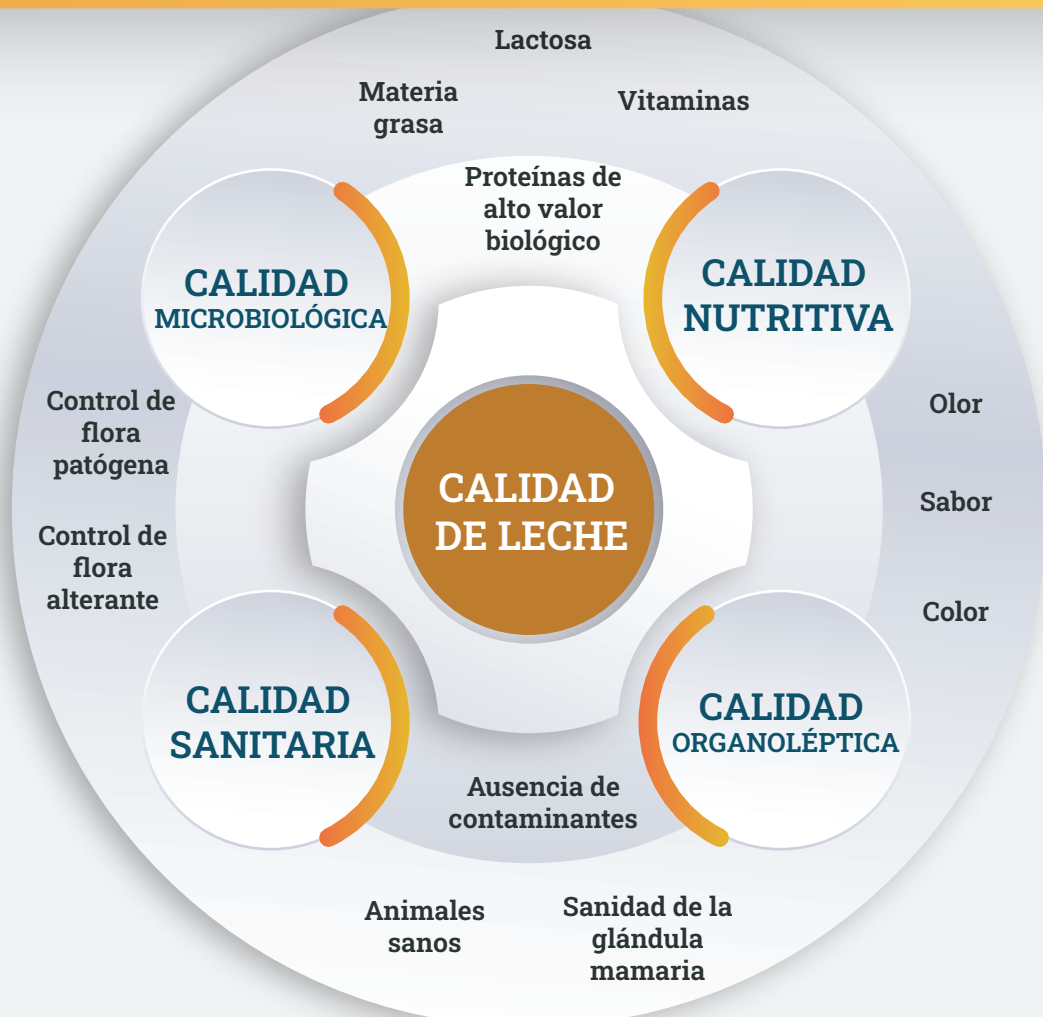 Lactosa
Materia
grasa
Vitaminas
Proteínas de
alto valor
biológico
CALIDAD
MICROBIOLÓGICA
CALIDAD
NUTRITIVA
Control de
flora
patógena
Control de
flora
alterante
CALIDAD
DE LECHE
Olor
Sabor
Color
CALIDAD
SANITARIA
CALIDAD
ORGANOLÉPTICA
Ausencia de
contaminantes
Animales
sanos
Sanidad de la
glándula
mamaria